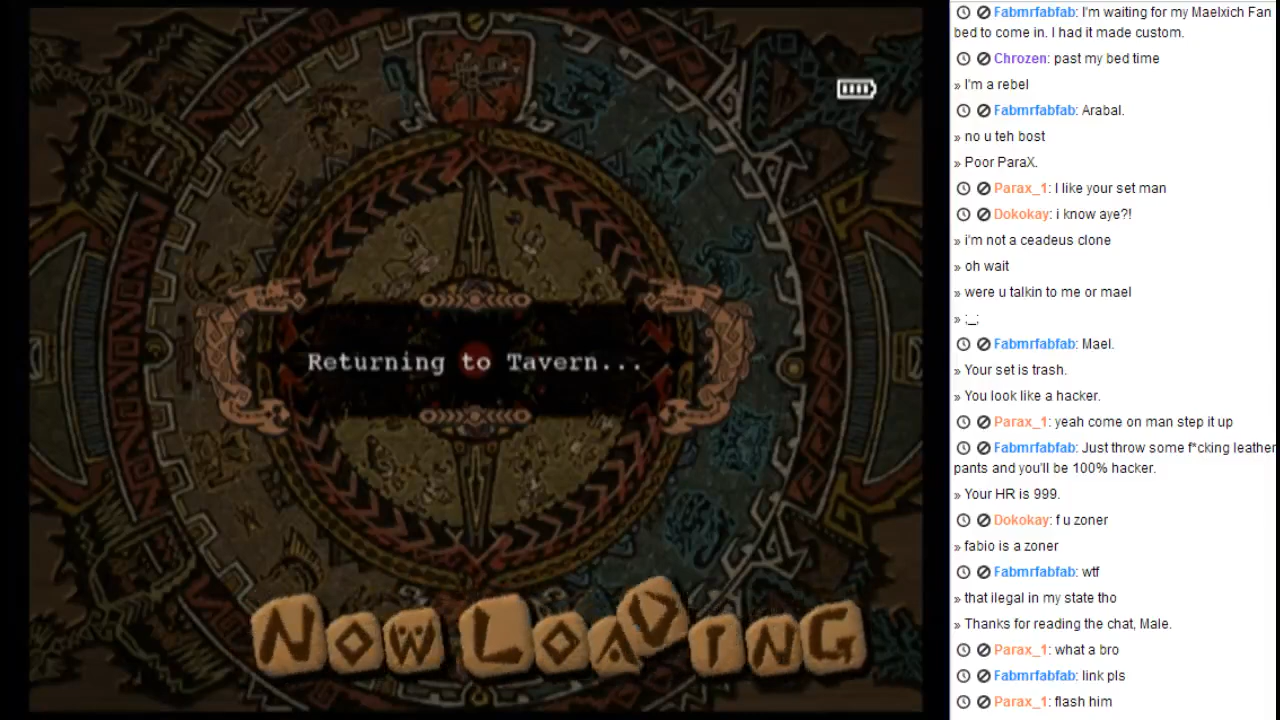 Returning to Tavern...
NOW LOADING
Fabmrfabfab: I'm waiting for my Maelxich Fan
bed to come in. I had it made custom.
Chrozen: past my bed time
» I'm a rebel
Fabmrfabfab: Arabal.
» no u teh bost
» Poor ParaX.
Parax_1: I like your set man
Dokokay: i know aye?!
» i'm not a ceadeus clone
» oh wait
» were u talkin to me or mael
» ;_;
Fabmrfabfab: Mael.
» Your set is trash.
» You look like a hacker.
Parax_1: yeah come on man step it up
Fabmrfabfab: Just throw some f*cking leather
pants and you'll be 100% hacker.
» Your HR is 999.
Dokokay: f u zoner
» fabio is a zoner
Fabmrfabfab: wtf
» that ilegal in my state tho
» Thanks for reading the chat, Male.
Parax_1: what a bro
Fabmrfabfab: link pls
Parax_1: flash him